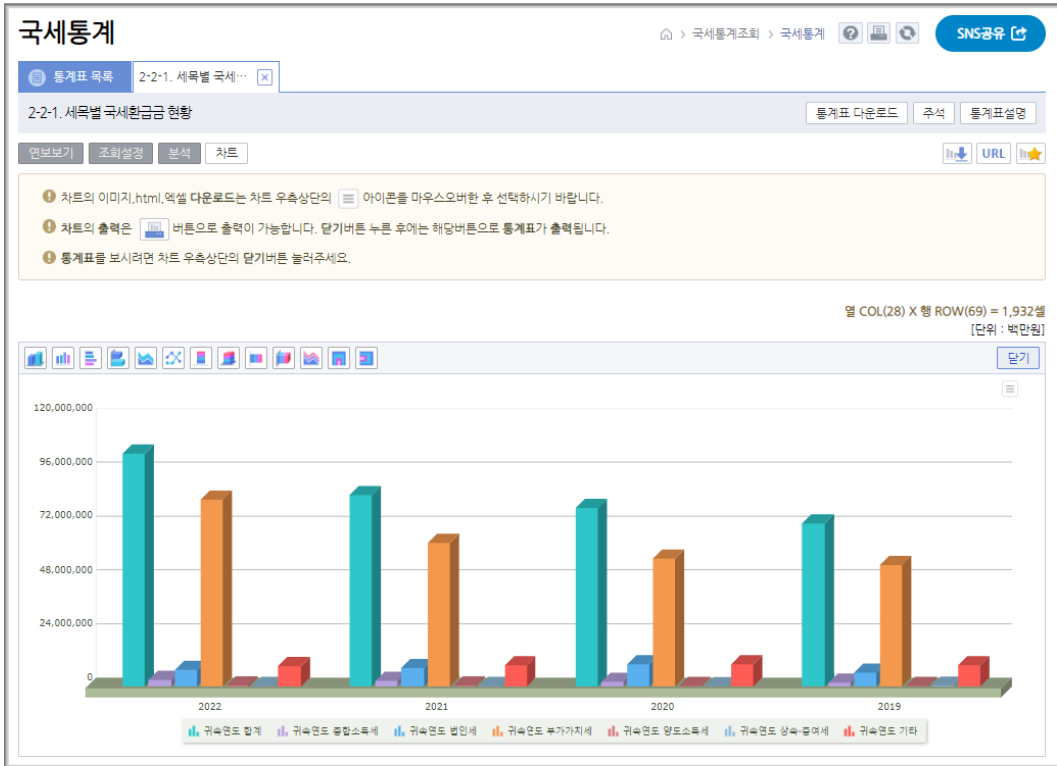 국세통계
국세통계조회 > 국세통계
SNS공유
통계표 목록
2-2-1. 세목별 국세…
2-2-1. 세목별 국세환급금 현황
통계표 다운로드
주석
통계표설명
연보보기
조회설정
분석
차트
URL
차트의 이미지,html,엑셀 다운로드는 차트 우측상단의 아이콘을 마우스오버한 후 선택하시기 바랍니다.
차트의 출력은 버튼으로 출력이 가능합니다. 닫기버튼 누른 후에는 해당버튼으로 통계표가 출력됩니다.
통계표를 보시려면 차트 우측상단의 닫기버튼 눌러주세요.
열 COL(28) X 행 ROW(69) = 1,932셀
[단위 : 백만원]
닫기
120,000,000
96,000,000
72,000,000
48,000,000
24,000,000
0
2022 2021 2020 2019
귀속연도 합계 귀속연도 종합소득세 귀속연도 법인세 귀속연도 부가가치세 귀속연도 양도소득세 귀속연도 상속·증여세 귀속연도 기타